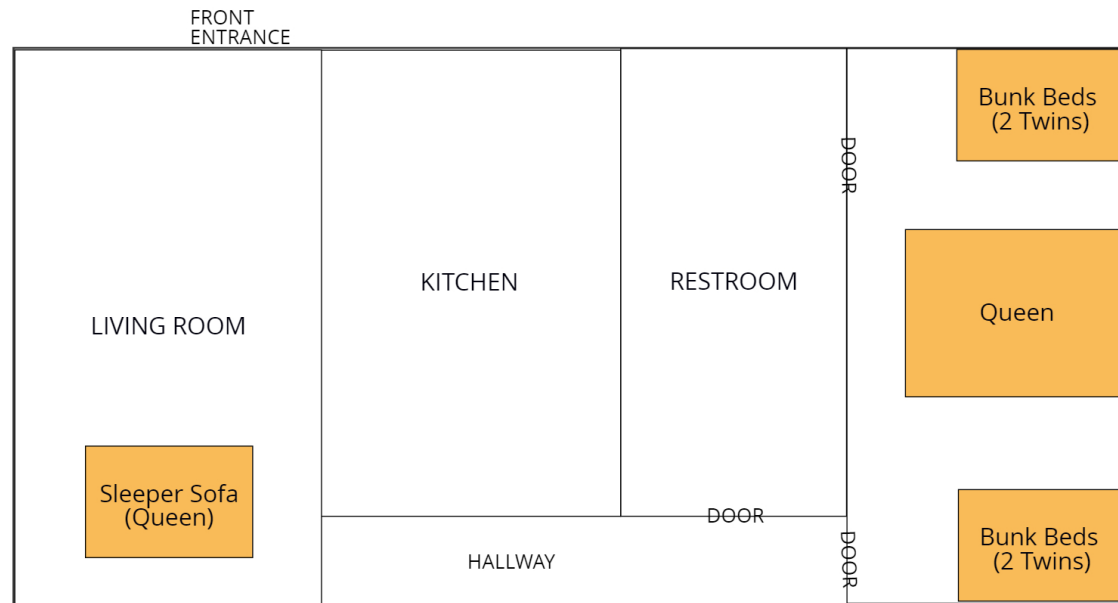 FRONT
ENTRANCE
Bunk Beds
(2 Twins)
DOOR
KITCHEN
RESTROOM
Queen
LIVING ROOM
Sleeper Sofa
(Queen)
DOOR
HALLWAY
DOOR
Bunk Beds
(2 Twins)